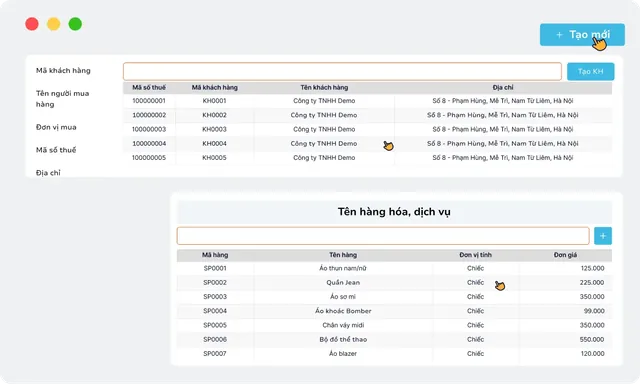 + Tạo mới
Mã khách hàng
Tạo KH
Mã số thuế Mã khách hàng Tên khách hàng Địa chỉ
Tên người mua hàng
100000001 KH0001 Công ty TNHH Demo Số 8 - Phạm Hùng, Mễ Trì, Nam Từ Liêm, Hà Nội
100000002 KH0002 Công ty TNHH Demo Số 8 - Phạm Hùng, Mễ Trì, Nam Từ Liêm, Hà Nội
Đơn vị mua
100000003 KH0003 Công ty TNHH Demo Số 8 - Phạm Hùng, Mễ Trì, Nam Từ Liêm, Hà Nội
100000004 KH0004 Công ty TNHH Demo Số 8 - Phạm Hùng, Mễ Trì, Nam Từ Liêm, Hà Nội
Mã số thuế
100000005 KH0005 Công ty TNHH Demo Số 8 - Phạm Hùng, Mễ Trì, Nam Từ Liêm, Hà Nội
Địa chỉ
Tên hàng hóa, dịch vụ
+
Mã hàng Tên hàng Đơn vị tính Đơn giá
SP0001 Áo thun nam/nữ Chiếc 125.000
SP0002 Quần Jean Chiếc 225.000
SP0003 Áo sơ mi Chiếc 350.000
SP0004 Áo khoác Bomber Chiếc 99.000
SP0005 Chân váy midi Chiếc 350.000
SP0006 Bộ đồ thể thao Chiếc 550.000
SP0007 Áo blazer Chiếc 120.000